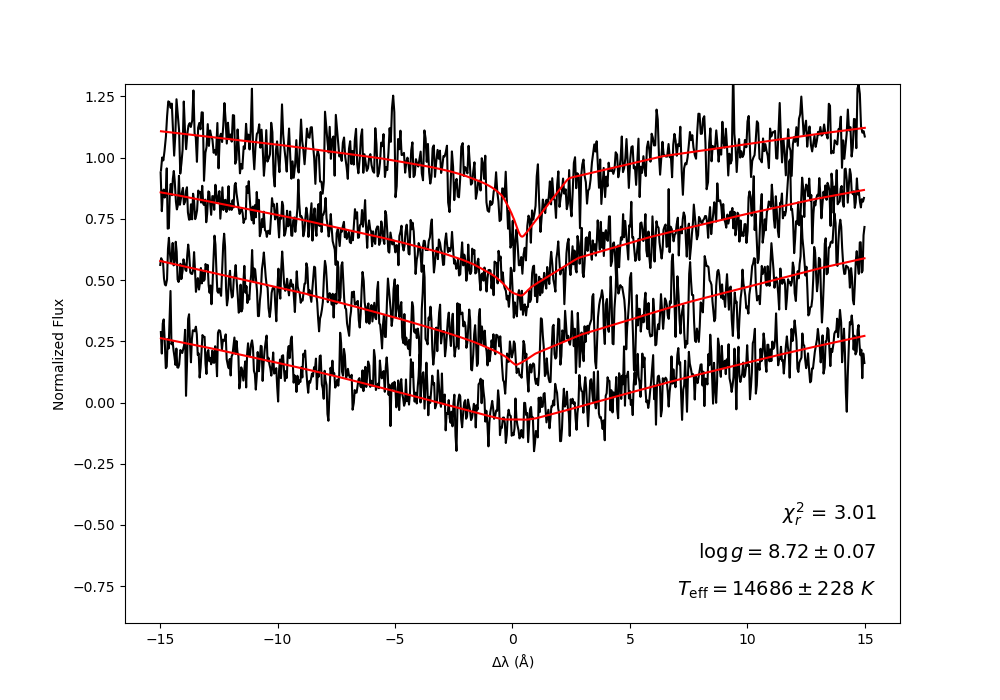 1.25
1.00
0.75
0.50
0.25
0.00
−0.25
−0.50
−0.75
Normalized Flux
χ²ᵣ = 3.01
log g = 8.72 ± 0.07
T_eff = 14686 ± 228 K
−15 −10 −5 0 5 10 15
Δλ (Å)